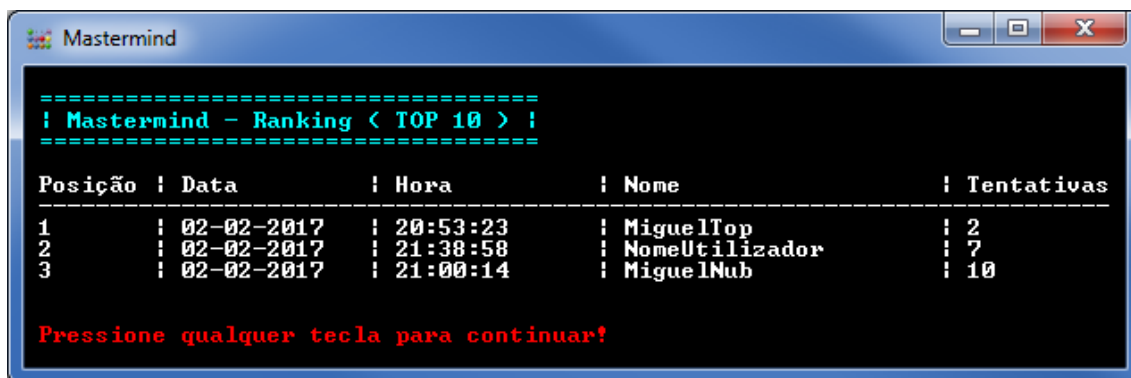 Mastermind
===================================
¦ Mastermind - Ranking ( TOP 10 ) ¦
===================================
Posição ¦ Data ¦ Hora ¦ Nome ¦ Tentativas
---------------------------------------------------------------------------
1 ¦ 02-02-2017 ¦ 20:53:23 ¦ MiguelTop ¦ 2
2 ¦ 02-02-2017 ¦ 21:38:58 ¦ NomeUtilizador ¦ 7
3 ¦ 02-02-2017 ¦ 21:00:14 ¦ MiguelNub ¦ 10
Pressione qualquer tecla para continuar!